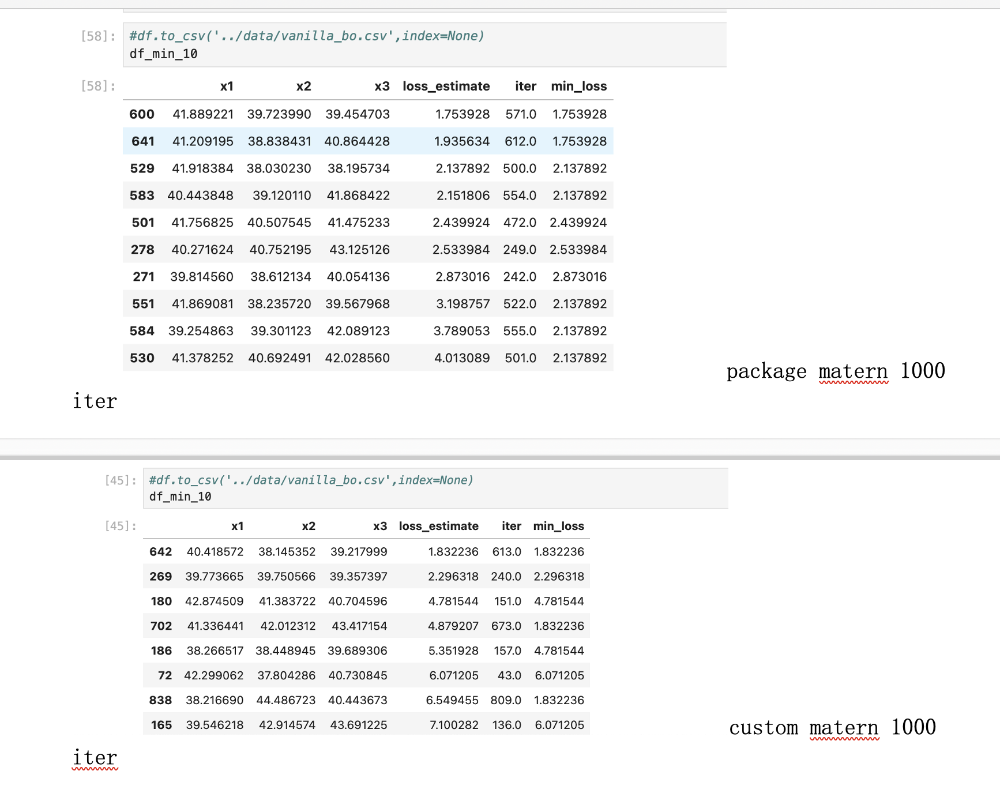 [58]: #df.to_csv('../data/vanilla_bo.csv',index=None)
df_min_10
[58]: x1 x2 x3 loss_estimate iter min_loss
600 41.889221 39.723990 39.454703 1.753928 571.0 1.753928
641 41.209195 38.838431 40.864428 1.935634 612.0 1.753928
529 41.918384 38.030230 38.195734 2.137892 500.0 2.137892
583 40.443848 39.120110 41.868422 2.151806 554.0 2.137892
501 41.756825 40.507545 41.475233 2.439924 472.0 2.439924
278 40.271624 40.752195 43.125126 2.533984 249.0 2.533984
271 39.814560 38.612134 40.054136 2.873016 242.0 2.873016
551 41.869081 38.235720 39.567968 3.198757 522.0 2.137892
584 39.254863 39.301123 42.089123 3.789053 555.0 2.137892
530 41.378252 40.692491 42.028560 4.013089 501.0 2.137892
package matern 1000
iter
[45]: #df.to_csv('../data/vanilla_bo.csv',index=None)
df_min_10
[45]: x1 x2 x3 loss_estimate iter min_loss
642 40.418572 38.145352 39.217999 1.832236 613.0 1.832236
269 39.773665 39.750566 39.357397 2.296318 240.0 2.296318
180 42.874509 41.383722 40.704596 4.781544 151.0 4.781544
702 41.336441 42.012312 43.417154 4.879207 673.0 1.832236
186 38.266517 38.448945 39.689306 5.351928 157.0 4.781544
72 42.299062 37.804286 40.730845 6.071205 43.0 6.071205
838 38.216690 44.486723 40.443673 6.549455 809.0 1.832236
165 39.546218 42.914574 43.691225 7.100282 136.0 6.071205
custom matern 1000
iter